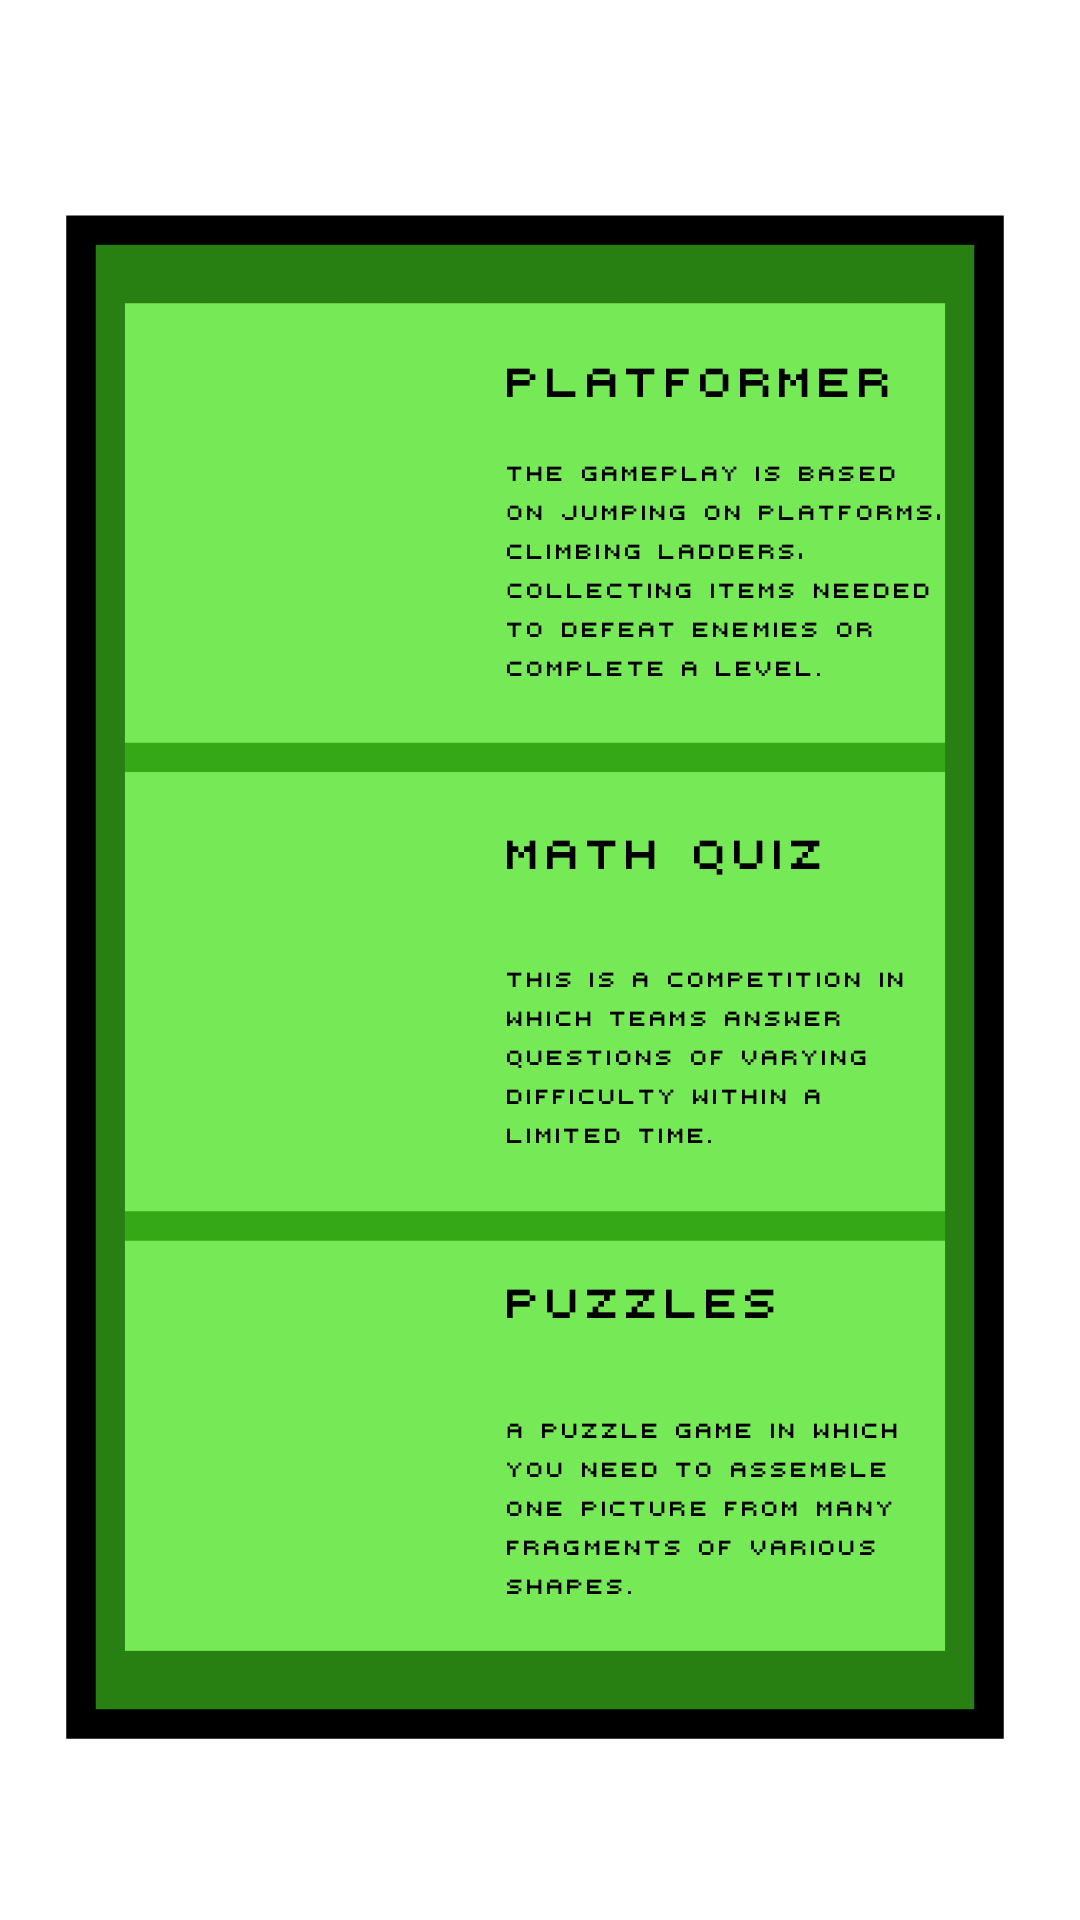 PLATFORMER
THE GAMEPLAY IS BASED
ON JUMPING ON PLATFORMS,
CLIMBING LADDERS,
COLLECTING ITEMS NEEDED
TO DEFEAT ENEMIES OR
COMPLETE A LEVEL.
MATH QUIZ
THIS IS A COMPETITION IN
WHICH TEAMS ANSWER
QUESTIONS OF VARYING
DIFFICULTY WITHIN A
LIMITED TIME.
PUZZLES
A PUZZLE GAME IN WHICH
YOU NEED TO ASSEMBLE
ONE PICTURE FROM MANY
FRAGMENTS OF VARIOUS
SHAPES.